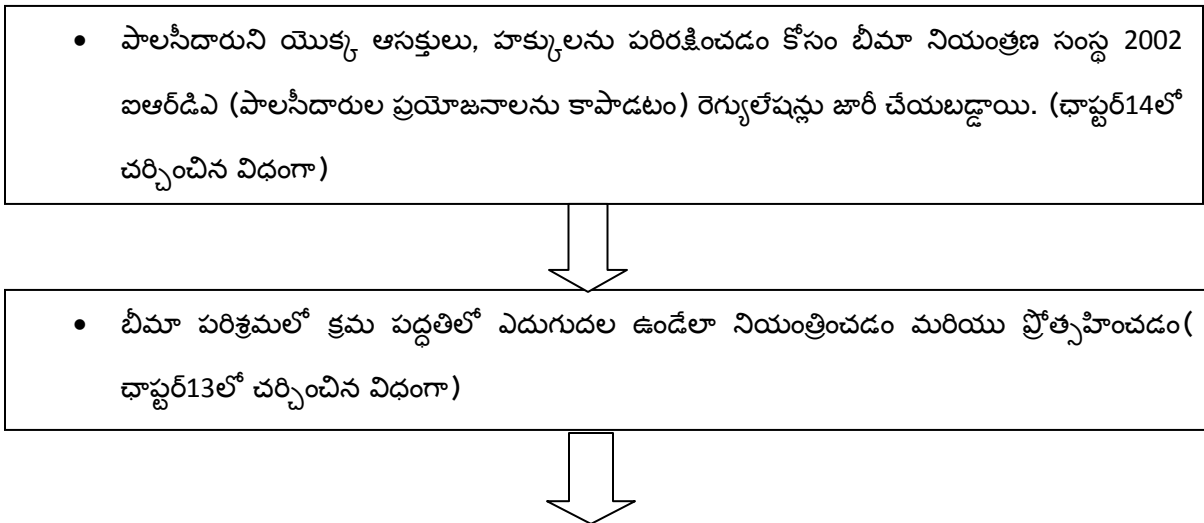 • పాలసీదారుని యొక్క ఆసక్తులు, హక్కులను పరిరక్షించడం కోసం బీమా నియంత్రణ సంస్థ 2002
ఐఆర్‌డిఎ (పాలసీదారుల ప్రయోజనాలను కాపాడటం) రెగ్యులేషన్లు జారీ చేయబడ్డాయి. (ఛాప్టర్14లో
చర్చించిన విధంగా)
• బీమా పరిశ్రమలో క్రమ పద్ధతిలో ఎదుగుదల ఉండేలా నియంత్రించడం మరియు ప్రోత్సహించడం(
ఛాప్టర్13లో చర్చించిన విధంగా)